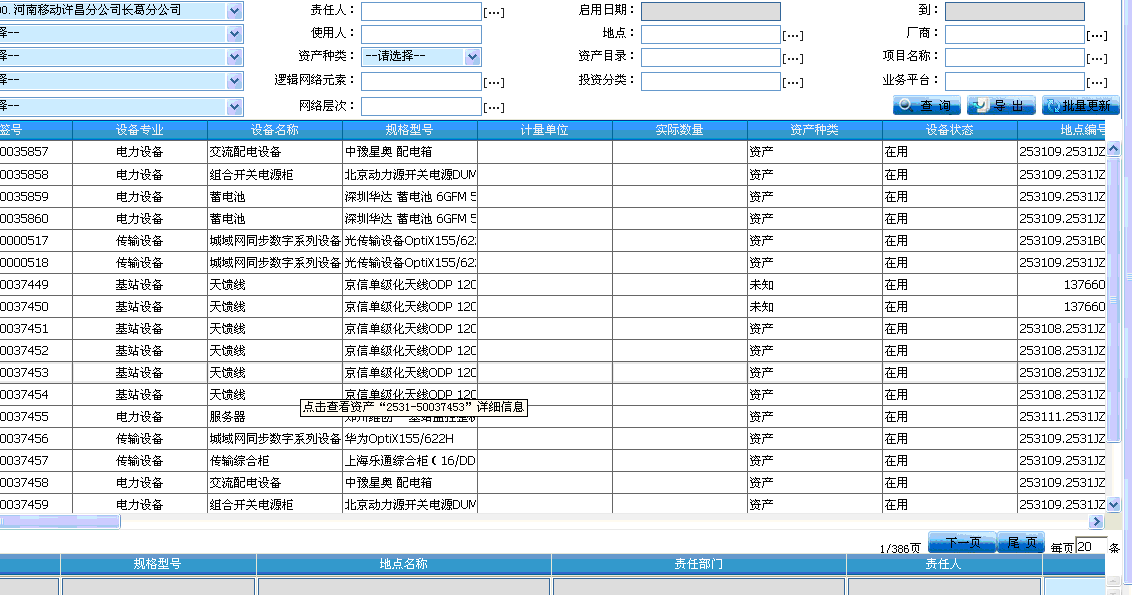 00. 河南移动许昌分公司长葛分公司 责任人： [...] 启用日期： 到：
择-- 使用人： 地点： [...] 厂商： [...]
择-- 资产种类： --请选择-- 资产目录： [...] 项目名称： [...]
择-- 逻辑网络元素： [...] 投资分类： [...] 业务平台： [...]
择-- 网络层次： [...]
查 询 导 出 批量更新
签号 设备专业 设备名称 规格型号 计量单位 实际数量 资产种类 设备状态 地点编号
0035857 电力设备 交流配电设备 中豫星奥 配电箱 资产 在用 253109.2531JZ
0035858 电力设备 组合开关电源柜 北京动力源开关电源DUM 资产 在用 253109.2531JZ
0035859 电力设备 蓄电池 深圳华达 蓄电池 6GFM 5 资产 在用 253109.2531JZ
0035860 电力设备 蓄电池 深圳华达 蓄电池 6GFM 5 资产 在用 253109.2531JZ
0000517 传输设备 城域网同步数字系列设备 光传输设备OptiX155/622 资产 在用 253109.2531BO
0000518 传输设备 城域网同步数字系列设备 光传输设备OptiX155/622 资产 在用 253109.2531JZ
0037449 基站设备 天馈线 京信单级化天线ODP 120 未知 在用 137660
0037450 基站设备 天馈线 京信单级化天线ODP 120 未知 在用 137660
0037451 基站设备 天馈线 京信单级化天线ODP 120 资产 在用 253108.2531JZ
0037452 基站设备 天馈线 京信单级化天线ODP 120 资产 在用 253108.2531JZ
0037453 基站设备 天馈线 京信单级化天线ODP 120 资产 在用 253108.2531JZ
0037454 基站设备 天馈线 京信单级化天线ODP 120 资产 在用 253108.2531JZ
点击查看资产“2531-50037453”详细信息
0037455 电力设备 服务器 资产 在用 253111.2531JZ
0037456 传输设备 城域网同步数字系列设备 华为OptiX155/622H 资产 在用 253109.2531JZ
0037457 传输设备 传输综合柜 上海乐通综合柜（16/DD 资产 在用 253109.2531JZ
0037458 电力设备 交流配电设备 中豫星奥 配电箱 资产 在用 253109.2531JZ
0037459 电力设备 组合开关电源柜 北京动力源开关电源DUM 资产 在用 253109.2531JZ
1/386页 下一页 尾 页 每页 20 条
规格型号 地点名称 责任部门 责任人